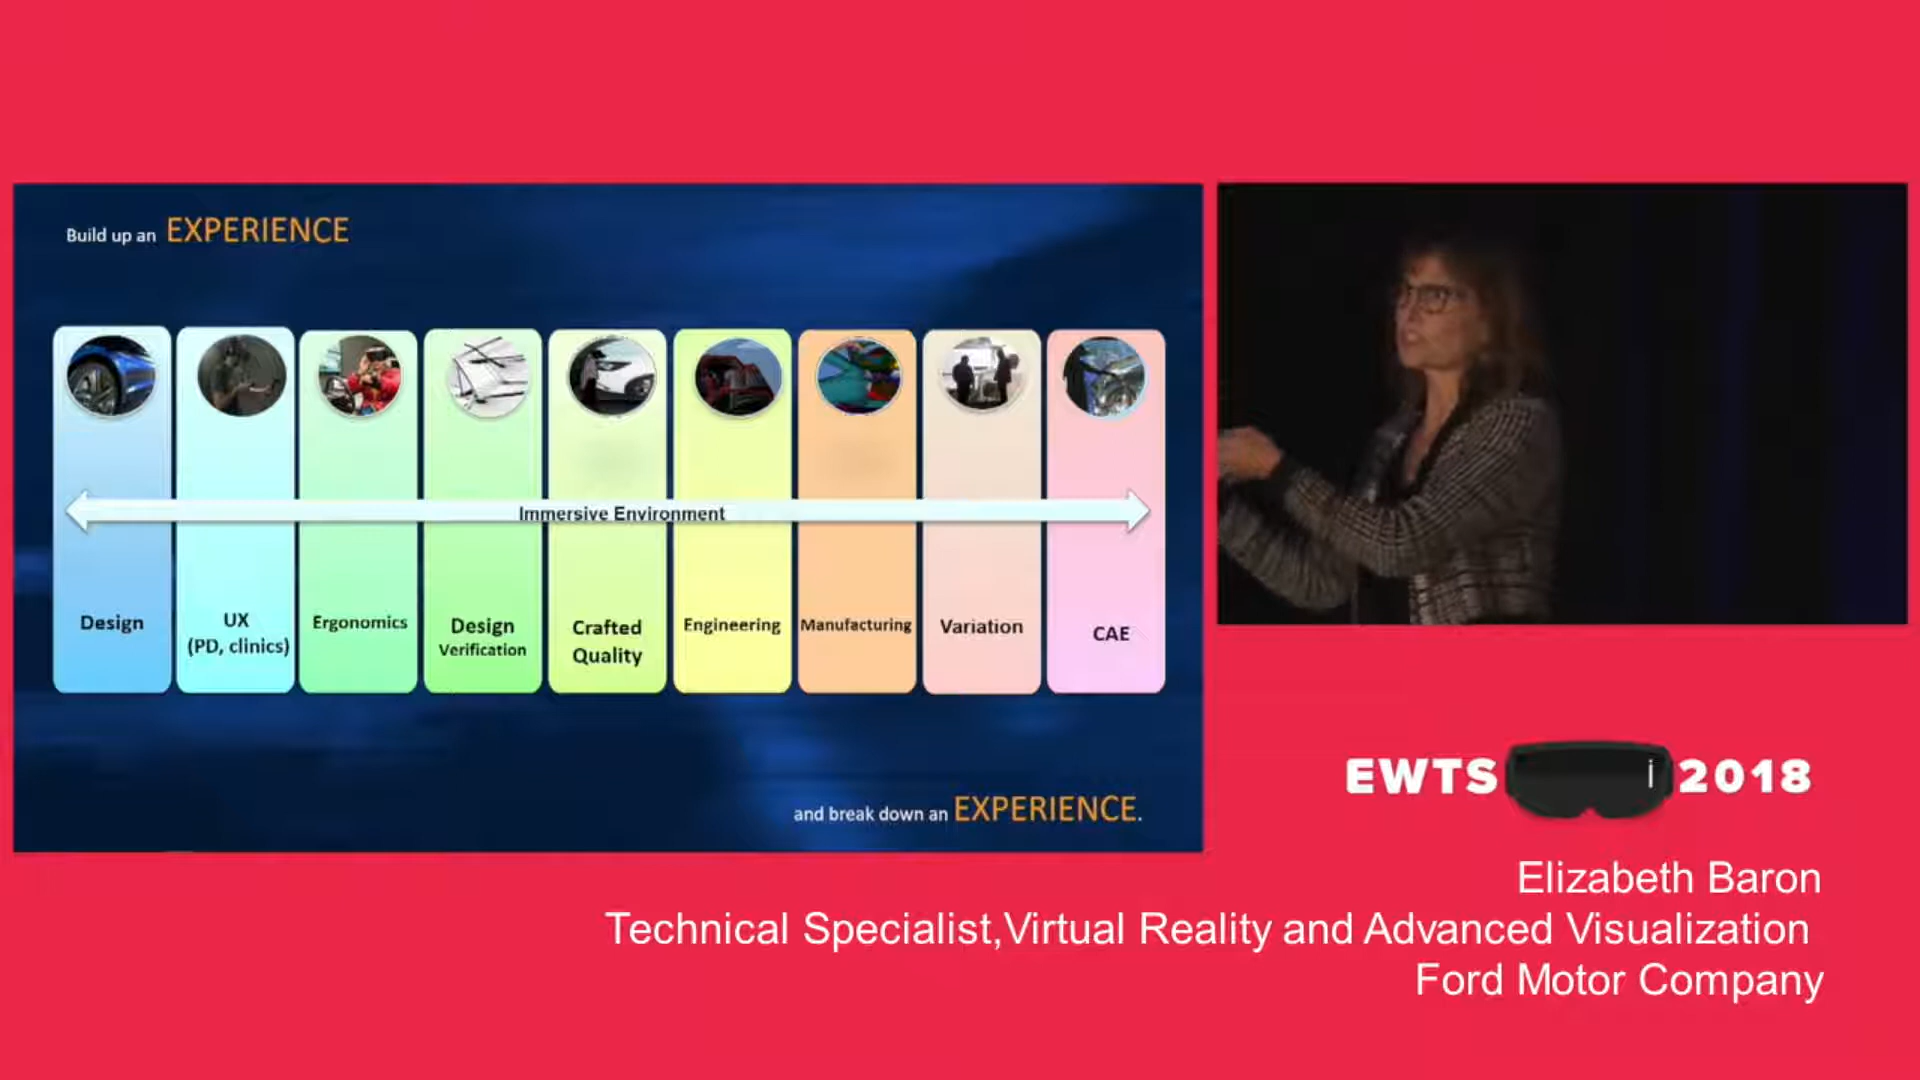 Build up an EXPERIENCE
Immersive Environment
Design
UX
(PD, clinics)
Ergonomics
Design
Verification
Crafted
Quality
Engineering
Manufacturing
Variation
CAE
and break down an EXPERIENCE.
EWTS i 2018
Elizabeth Baron
Technical Specialist,Virtual Reality and Advanced Visualization
Ford Motor Company